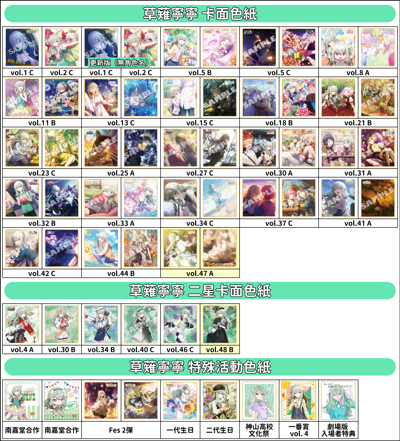 草薙寧寧 卡面色紙
更新版（無角色名）
vol.1 C vol.2 C vol.1 C vol.2 C vol.5 B vol.5 C vol.8 A
vol.11 B vol.13 C vol.15 C vol.18 B vol.21 B
vol.23 C vol.25 A vol.27 C vol.30 A vol.31 A
vol.32 B vol.33 A vol.34 C vol.37 C vol.41 A
vol.42 C vol.44 B vol.47 A
草薙寧寧 二星卡面色紙
vol.4 A vol.30 B vol.34 B vol.40 C vol.46 C vol.48 B
草薙寧寧 特殊活動色紙
南嘉堂合作 南嘉堂合作 Fes 2彈 一代生日 二代生日 神山高校 一番賞 劇場版
文化祭 vol. 4 入場者特典